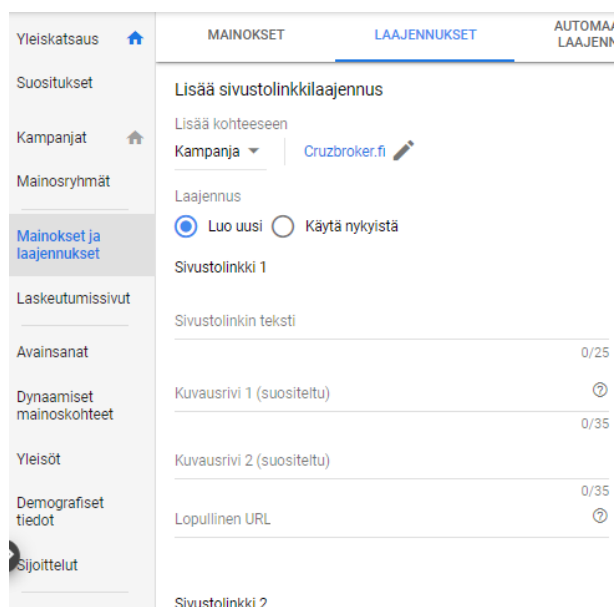 Yleiskatsaus
Suositukset
Kampanjat
Mainosryhmät
Mainokset ja
laajennukset
Laskeutumissivut
Avainsanat
Dynaamiset
mainoskohteet
Yleisöt
Demografiset
tiedot
Sijoittelut
MAINOKSET
LAAJENNUKSET
Lisää sivustolinkkilaajennus
Lisää kohteeseen
Kampanja
Cruzbroker.fi
Laajennus
Luo uusi
Käytä nykyistä
Sivustolinkki 1
Sivustolinkin teksti
0/25
Kuvausrivi 1 (suositeltu)
0/35
Kuvausrivi 2 (suositeltu)
0/35
Lopullinen URL
Sivustolinkki 2